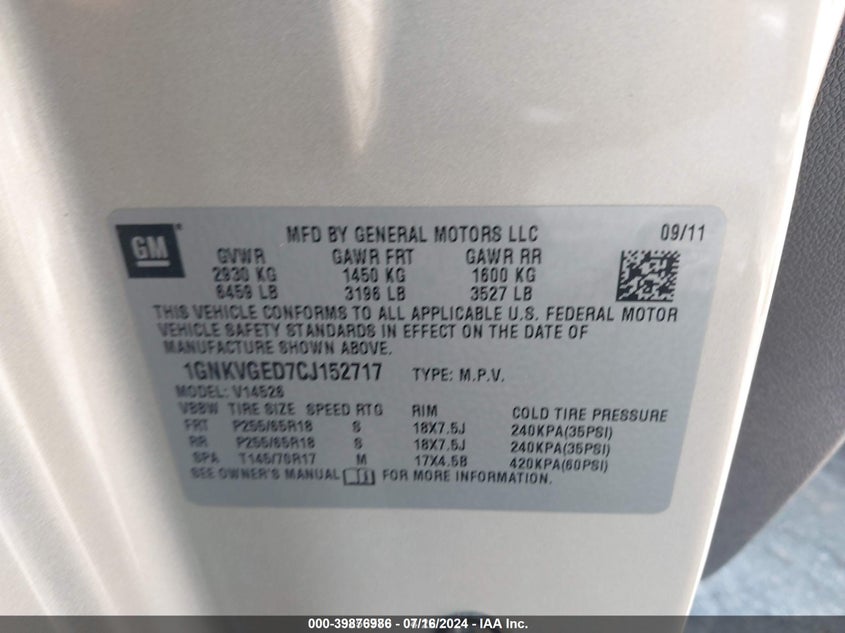 GM
MFD BY GENERAL MOTORS LLC 09/11
GVWR GAWR FRT GAWR RR
2930 KG 1450 KG 1600 KG
6459 LB 3196 LB 3527 LB
THIS VEHICLE CONFORMS TO ALL APPLICABLE U.S. FEDERAL MOTOR
VEHICLE SAFETY STANDARDS IN EFFECT ON THE DATE OF
MANUFACTURE SHOWN ABOVE.
1GNKVGED7CJ152717 TYPE: M.P.V.
MODEL: V14526
VBBW TIRE SIZE SPEED RTG RIM COLD TIRE PRESSURE
FRT P255/65R18 S 18X7.5J 240KPA(35PSI)
RR P255/65R18 S 18X7.5J 240KPA(35PSI)
SPA T145/70R17 M 17X4.5B 420KPA(60PSI)
SEE OWNER'S MANUAL FOR MORE INFORMATION.
000-39876986 - 07/16/2024 - IAA Inc.